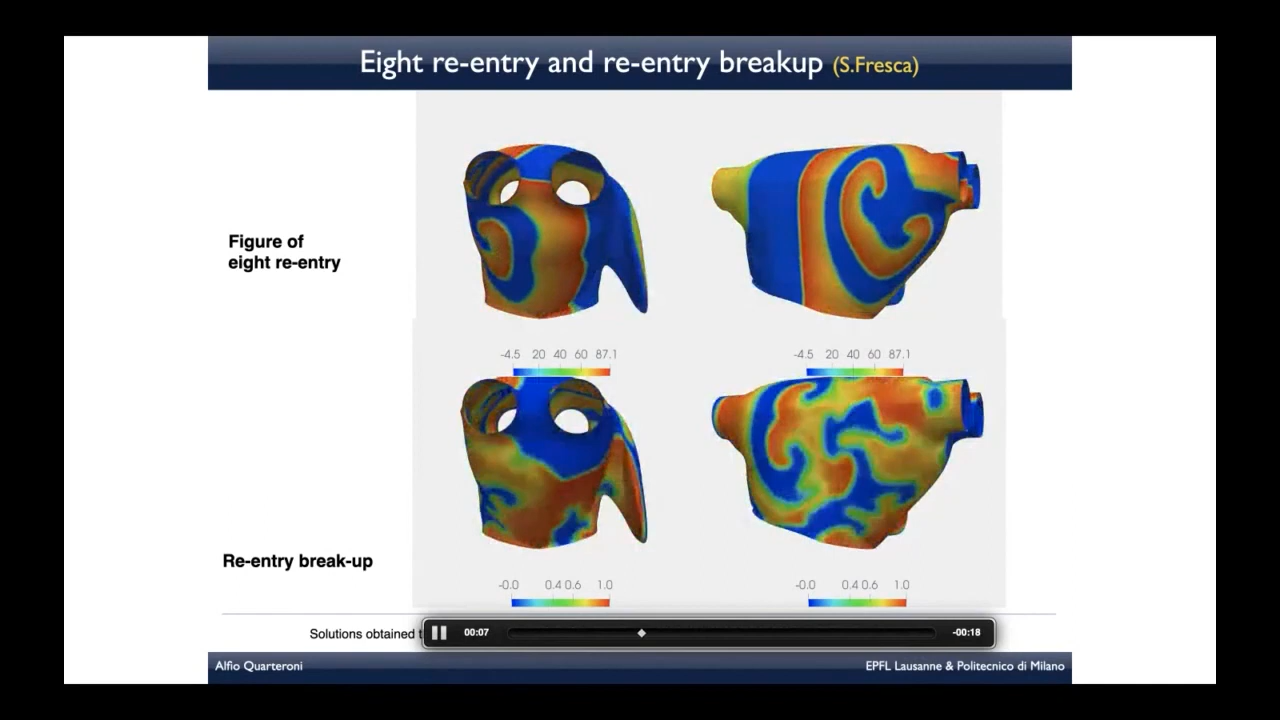 Eight re-entry and re-entry breakup (S.Fresca)
Figure of
eight re-entry
-4.5 20 40 60 87.1
-4.5 20 40 60 87.1
Re-entry break-up
-0.0 0.4 0.6 1.0
-0.0 0.4 0.6 1.0
Solutions obtained
00:07
-00:18
Alfio Quarteroni
EPFL Lausanne & Politecnico di Milano